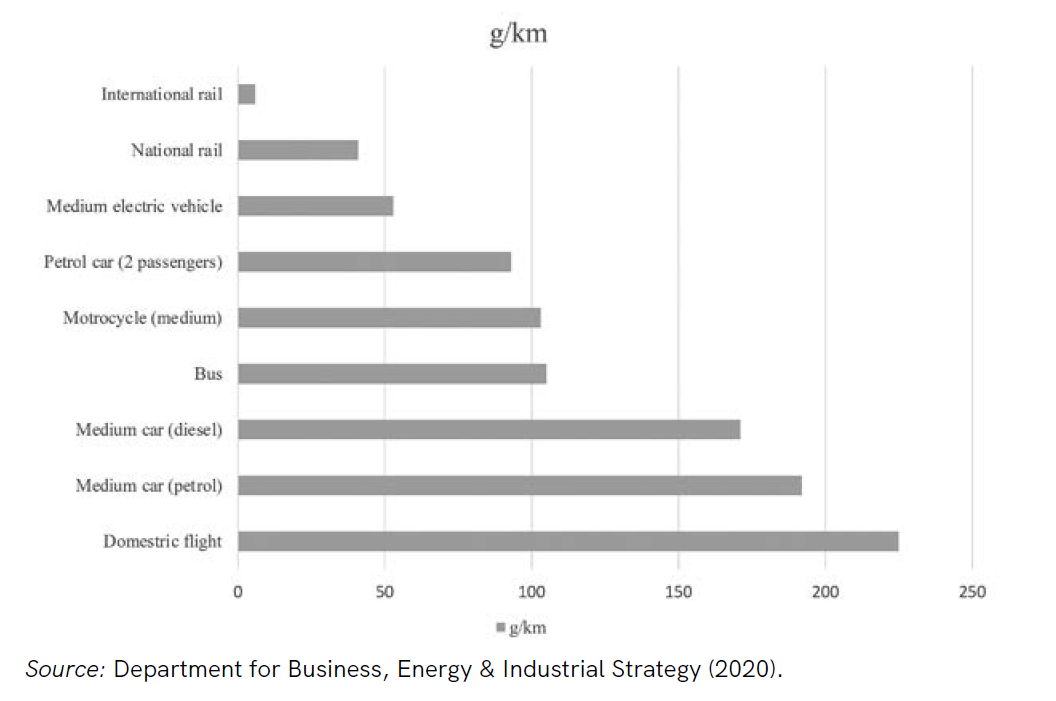 g/km
International rail
National rail
Medium electric vehicle
Petrol car (2 passengers)
Motrocycle (medium)
Bus
Medium car (diesel)
Medium car (petrol)
Domestric flight
0 50 100 150 200 250
g/km
Source: Department for Business, Energy & Industrial Strategy (2020).